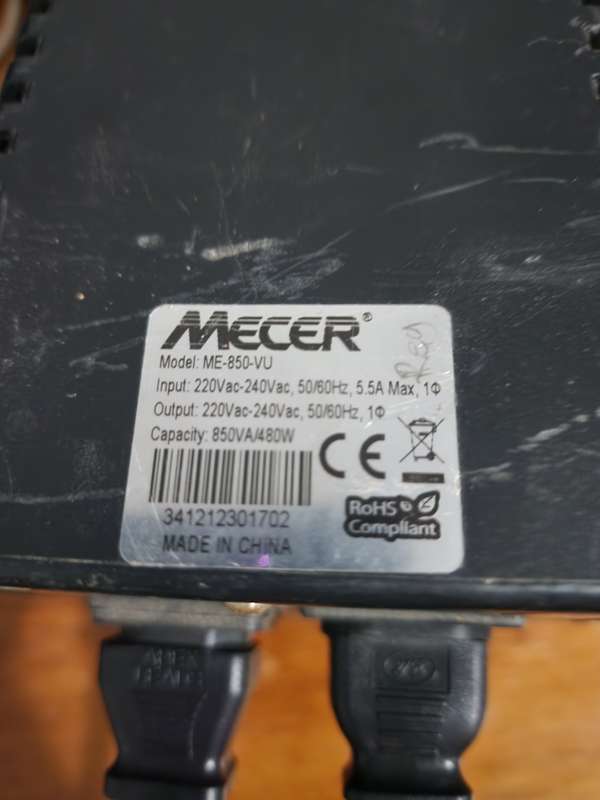 MECER®
Model: ME-850-VU
Input: 220Vac-240Vac, 50/60Hz, 5.5A Max, 1Φ
Output: 220Vac-240Vac, 50/60Hz, 1Φ
Capacity: 850VA/480W
CE
341212301702
MADE IN CHINA
RoHS
Compliant